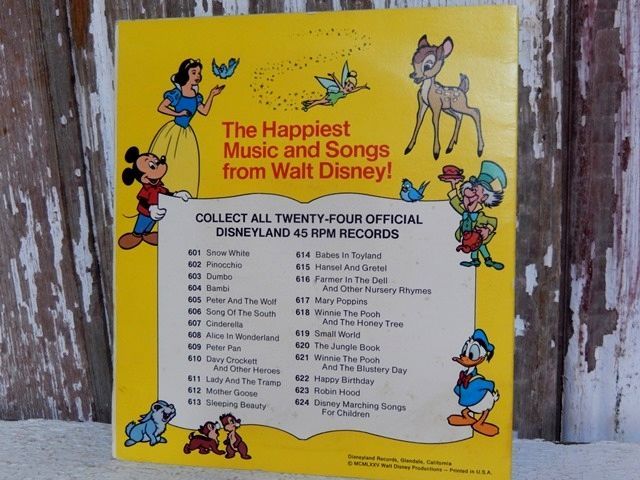 The Happiest
Music and Songs
from Walt Disney!
COLLECT ALL TWENTY-FOUR OFFICIAL
DISNEYLAND 45 RPM RECORDS
601 Snow White
602 Pinocchio
603 Dumbo
604 Bambi
605 Peter And The Wolf
606 Song Of The South
607 Cinderella
608 Alice In Wonderland
609 Peter Pan
610 Davy Crockett
And Other Heroes
611 Lady And The Tramp
612 Mother Goose
613 Sleeping Beauty
614 Babes In Toyland
615 Hansel And Gretel
616 Farmer In The Dell
And Other Nursery Rhymes
617 Mary Poppins
618 Winnie The Pooh
And The Honey Tree
619 Small World
620 The Jungle Book
621 Winnie The Pooh
And The Blustery Day
622 Happy Birthday
623 Robin Hood
624 Disney Marching Songs
For Children
Disneyland Records, Glendale, California
© MCMLXXV Walt Disney Productions — Printed in U.S.A.